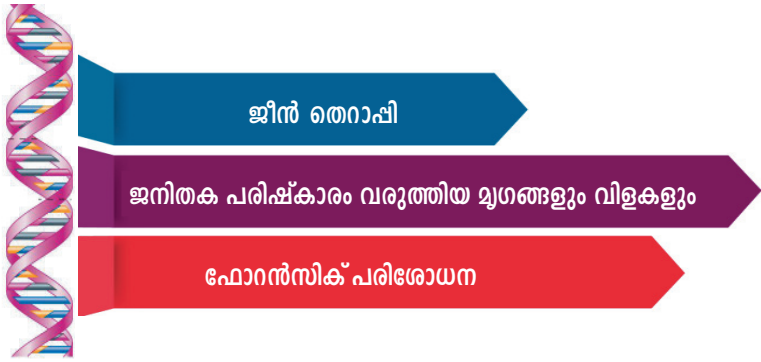 ജീൻ തെറാപ്പി
ജനിതക പരിഷ്കാരം വരുത്തിയ മൃഗങ്ങളും വിളകളും
ഫോറൻസിക് പരിശോധന